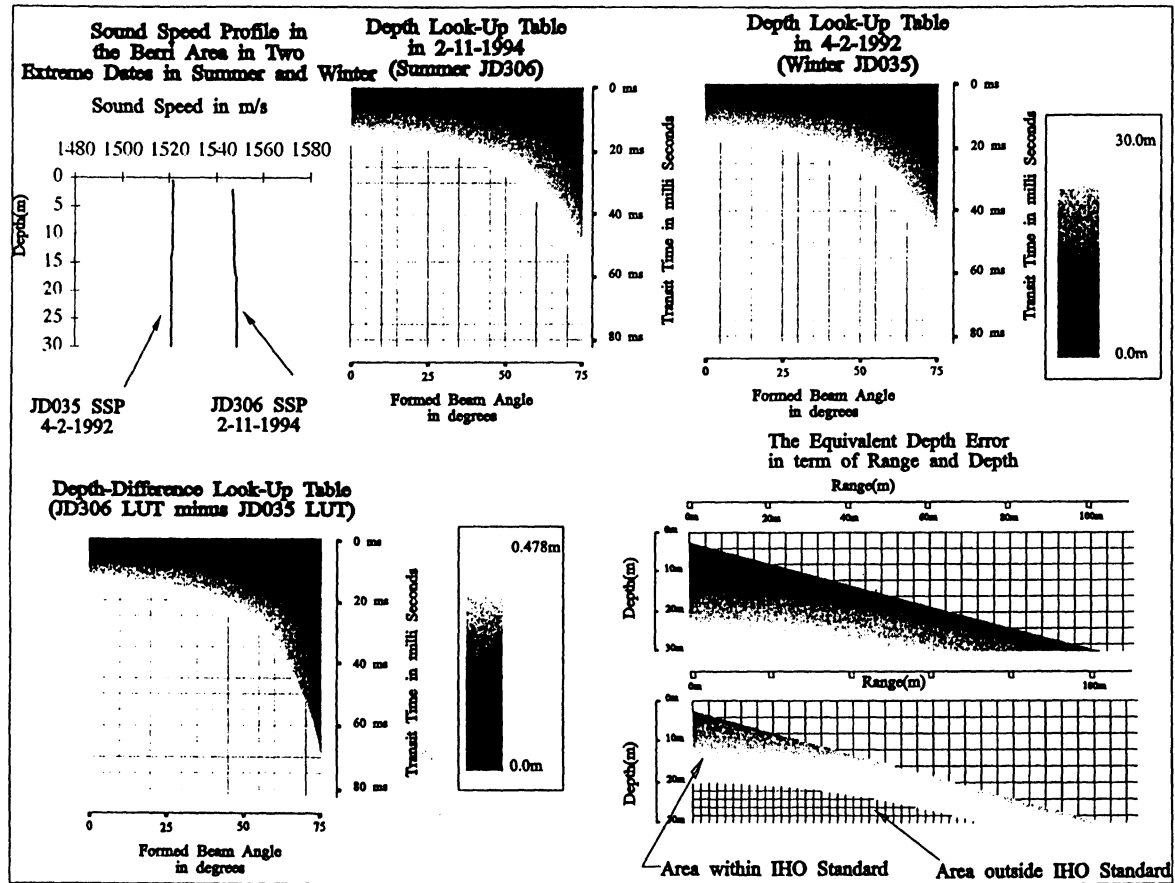 Sound Speed Profile in
the Berri Area in Two
Extreme Dates in Summer and Winter
Sound Speed in m/s
1480 1500 1520 1540 1560 1580
Depth(m)
0
5
10
15
20
25
30
JD035 SSP
4-2-1992
JD306 SSP
2-11-1994
Depth Look-Up Table
in 2-11-1994
(Summer JD306)
0 ms
20 ms
40 ms
60 ms
80 ms
Transit Time in milli Seconds
0 25 50 75
Formed Beam Angle
in degrees
Depth Look-Up Table
in 4-2-1992
(Winter JD035)
0 ms
20 ms
40 ms
60 ms
80 ms
Transit Time in milli Seconds
0 25 50 75
Formed Beam Angle
in degrees
30.0m
0.0m
Depth-Difference Look-Up Table
(JD306 LUT minus JD035 LUT)
0 ms
20 ms
40 ms
60 ms
80 ms
Transit Time in milli Seconds
0 25 50 75
Formed Beam Angle
in degrees
0.478m
0.0m
The Equivalent Depth Error
in term of Range and Depth
Range(m)
0m 20m 40m 60m 80m 100m
Depth(m)
0m
10m
20m
30m
0m Range(m) 100m
Depth(m)
0m
10m
20m
30m
Area within IHO Standard
Area outside IHO Standard